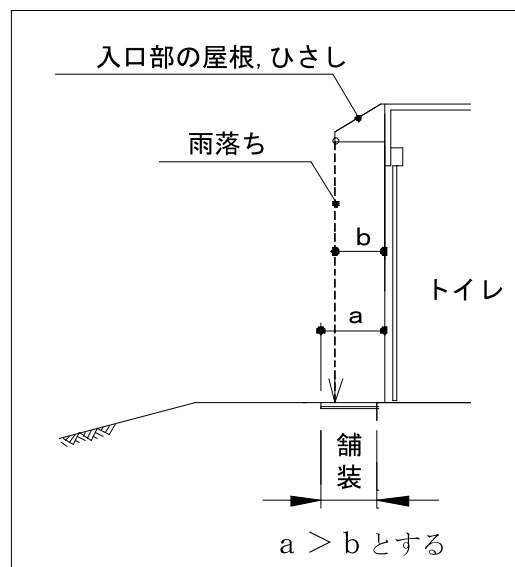 入口部の屋根，ひさし
雨落ち
b
トイレ
a
舗装
a > b とする